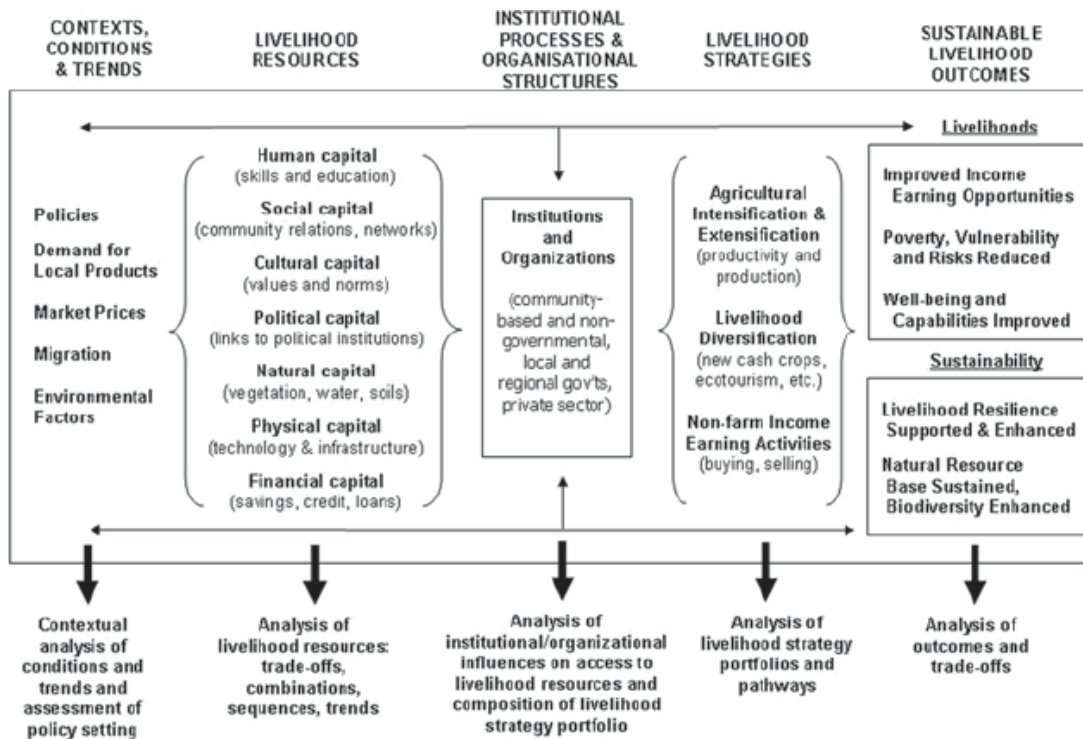 CONTEXTS,
CONDITIONS
& TRENDS
LIVELIHOOD
RESOURCES
INSTITUTIONAL
PROCESSES &
ORGANISATIONAL
STRUCTURES
LIVELIHOOD
STRATEGIES
SUSTAINABLE
LIVELIHOOD
OUTCOMES
Policies
Demand for
Local Products
Market Prices
Migration
Environmental
Factors
Human capital
(skills and education)
Social capital
(community relations, networks)
Cultural capital
(values and norms)
Political capital
(links to political institutions)
Natural capital
(vegetation, water, soils)
Physical capital
(technology & infrastructure)
Financial capital
(savings, credit, loans)
Institutions
and
Organizations
(community-
based and non-
governmental,
local and
regional gov'ts,
private sector)
Agricultural
Intensification &
Extensification
(productivity and
production)
Livelihood
Diversification
(new cash crops,
ecotourism, etc.)
Non-farm Income
Earning Activities
(buying, selling)
Livelihoods
Improved Income
Earning Opportunities
Poverty, Vulnerability
and Risks Reduced
Well-being and
Capabilities Improved
Sustainability
Livelihood Resilience
Supported & Enhanced
Natural Resource
Base Sustained,
Biodiversity Enhanced
Contextual
analysis of
conditions and
trends and
assessment of
policy setting
Analysis of
livelihood resources:
trade-offs,
combinations,
sequences, trends
Analysis of
institutional/organizational
influences on access to
livelihood resources and
composition of livelihood
strategy portfolio
Analysis of
livelihood strategy
portfolios and
pathways
Analysis of
outcomes and
trade-offs